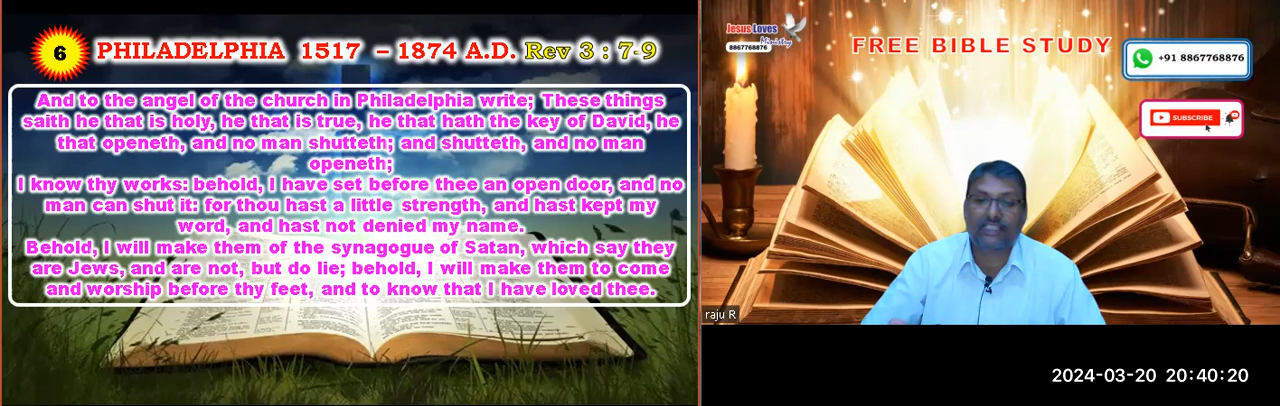 6
PHILADELPHIA 1517 – 1874 A.D. Rev 3 : 7-9
And to the angel of the church in Philadelphia write; These things
saith he that is holy, he that is true, he that hath the key of David, he
that openeth, and no man shutteth; and shutteth, and no man
openeth;
I know thy works: behold, I have set before thee an open door, and no
man can shut it: for thou hast a little strength, and hast kept my
word, and hast not denied my name.
Behold, I will make them of the synagogue of Satan, which say they
are Jews, and are not, but do lie; behold, I will make them to come
and worship before thy feet, and to know that I have loved thee.
Jesus Loves
Ministry
8867768876
FREE BIBLE STUDY
+91 8867768876
SUBSCRIBE
raju R
2024-03-20 20:40:20